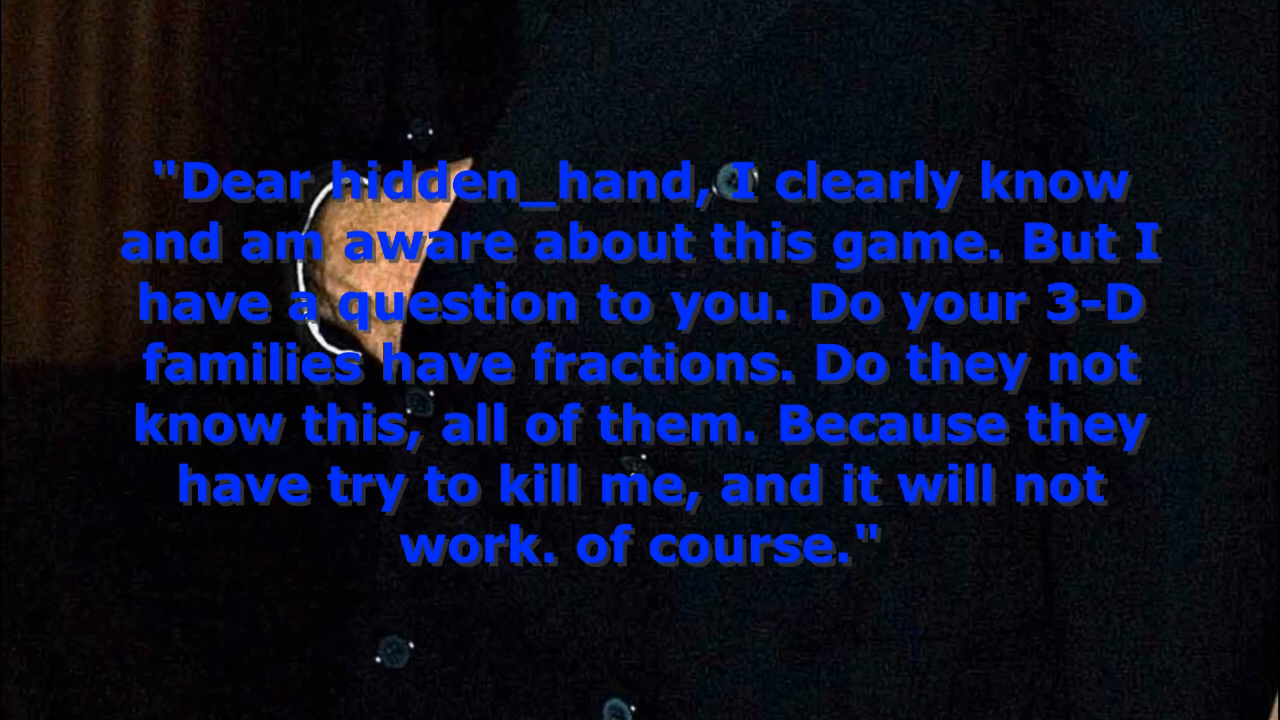 "Dear hidden_hand, I clearly know
and am aware about this game. But I
have a question to you. Do your 3-D
families have fractions. Do they not
know this, all of them. Because they
have try to kill me, and it will not
work. of course."